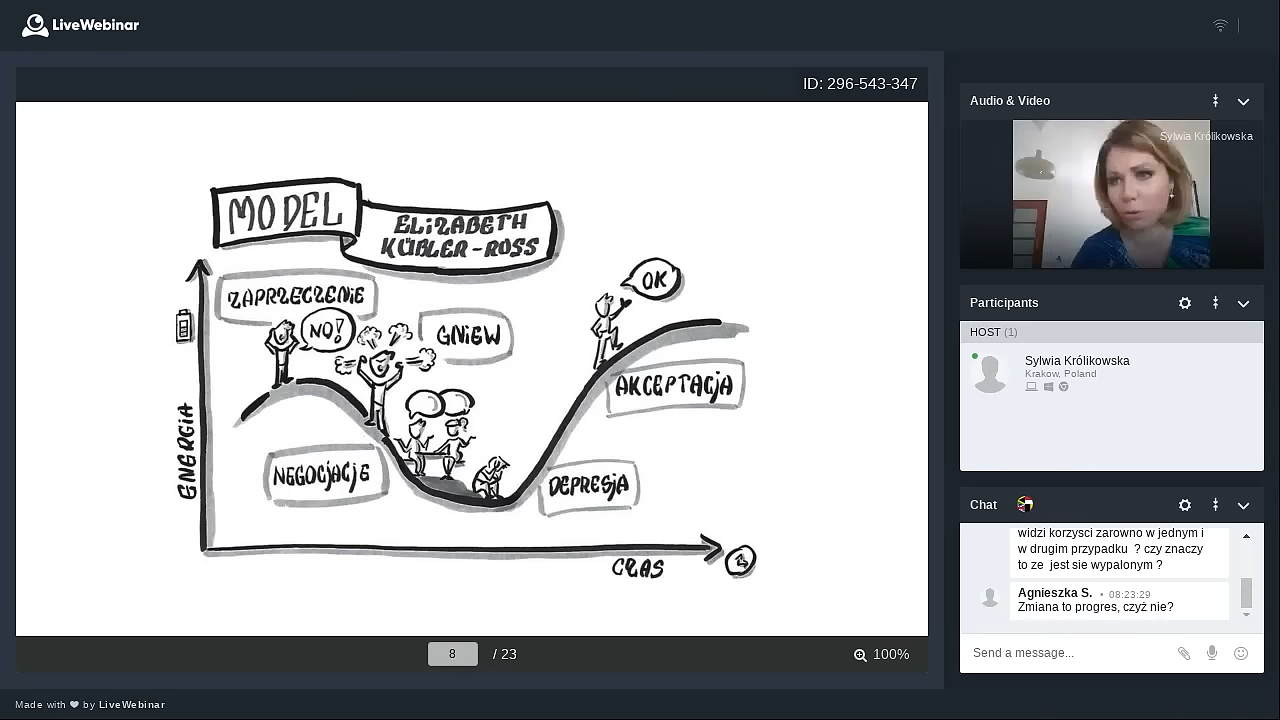 LiveWebinar
ID: 296-543-347
MODEL
ELIZABETH
KÜBLER-ROSS
ZAPRZECZENIE
NO!
GNIEW
OK
AKCEPTACJA
NEGOCJACJE
DEPRESJA
ENERGIA
CZAS
8 / 23
100%
Audio & Video
Sylwia Królikowska
Participants
HOST (1)
Sylwia Królikowska
Krakow, Poland
Chat
widzi korzysci zarowno w jednym i
w drugim przypadku ? czy znaczy
to ze jest sie wypalonym ?
Agnieszka S. • 08:23:29
Zmiana to progres, czyż nie?
Send a message...
Made with ❤ by LiveWebinar